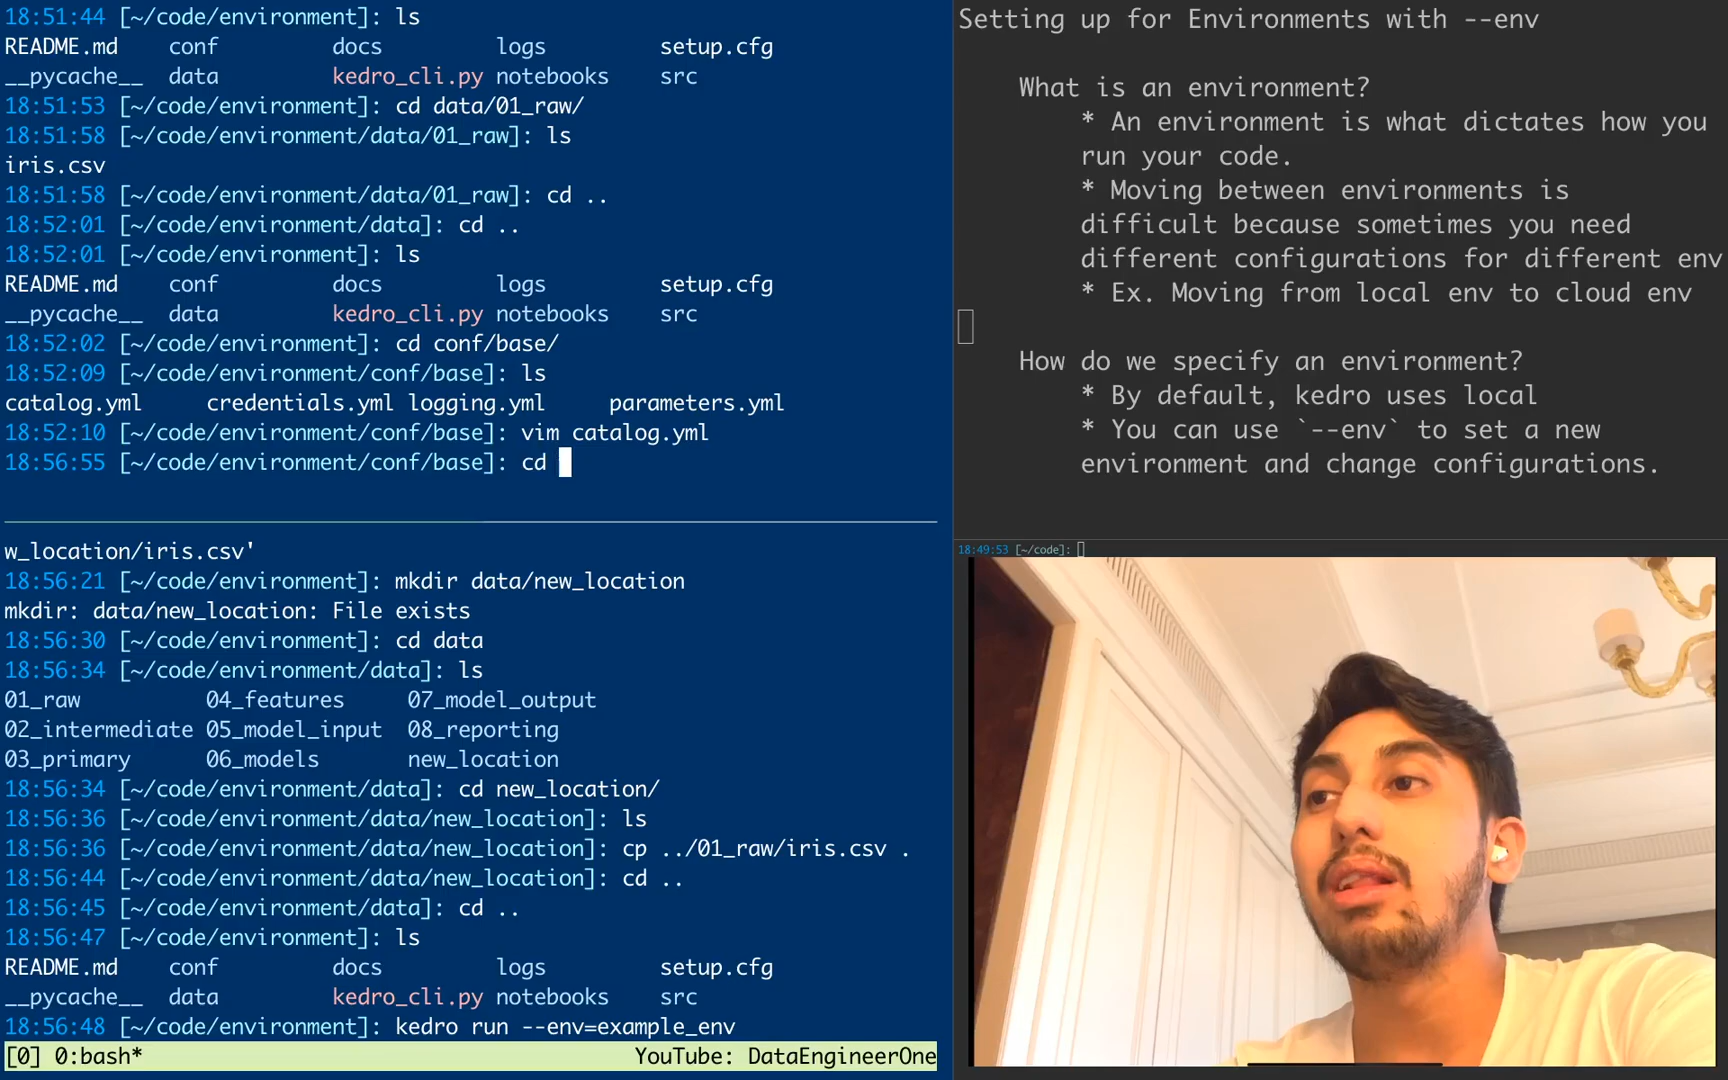 18:51:44 [~/code/environment]: ls
README.md conf docs logs setup.cfg
__pycache__ data kedro_cli.py notebooks src
18:51:53 [~/code/environment]: cd data/01_raw/
18:51:58 [~/code/environment/data/01_raw]: ls
iris.csv
18:51:58 [~/code/environment/data/01_raw]: cd ..
18:52:01 [~/code/environment/data]: cd ..
18:52:01 [~/code/environment]: ls
README.md conf docs logs setup.cfg
__pycache__ data kedro_cli.py notebooks src
18:52:02 [~/code/environment]: cd conf/base/
18:52:09 [~/code/environment/conf/base]: ls
catalog.yml credentials.yml logging.yml parameters.yml
18:52:10 [~/code/environment/conf/base]: vim catalog.yml
18:56:55 [~/code/environment/conf/base]: cd
w_location/iris.csv'
18:56:21 [~/code/environment]: mkdir data/new_location
mkdir: data/new_location: File exists
18:56:30 [~/code/environment]: cd data
18:56:34 [~/code/environment/data]: ls
01_raw 04_features 07_model_output
02_intermediate 05_model_input 08_reporting
03_primary 06_models new_location
18:56:34 [~/code/environment/data]: cd new_location/
18:56:36 [~/code/environment/data/new_location]: ls
18:56:36 [~/code/environment/data/new_location]: cp ../01_raw/iris.csv .
18:56:44 [~/code/environment/data/new_location]: cd ..
18:56:45 [~/code/environment/data]: cd ..
18:56:47 [~/code/environment]: ls
README.md conf docs logs setup.cfg
__pycache__ data kedro_cli.py notebooks src
18:56:48 [~/code/environment]: kedro run --env=example_env
[0] 0:bash* YouTube: DataEngineerOne
Setting up for Environments with --env
What is an environment?
* An environment is what dictates how you
run your code.
* Moving between environments is
difficult because sometimes you need
different configurations for different env
* Ex. Moving from local env to cloud env
How do we specify an environment?
* By default, kedro uses local
* You can use `--env` to set a new
environment and change configurations.
18:49:53 [~/code]: